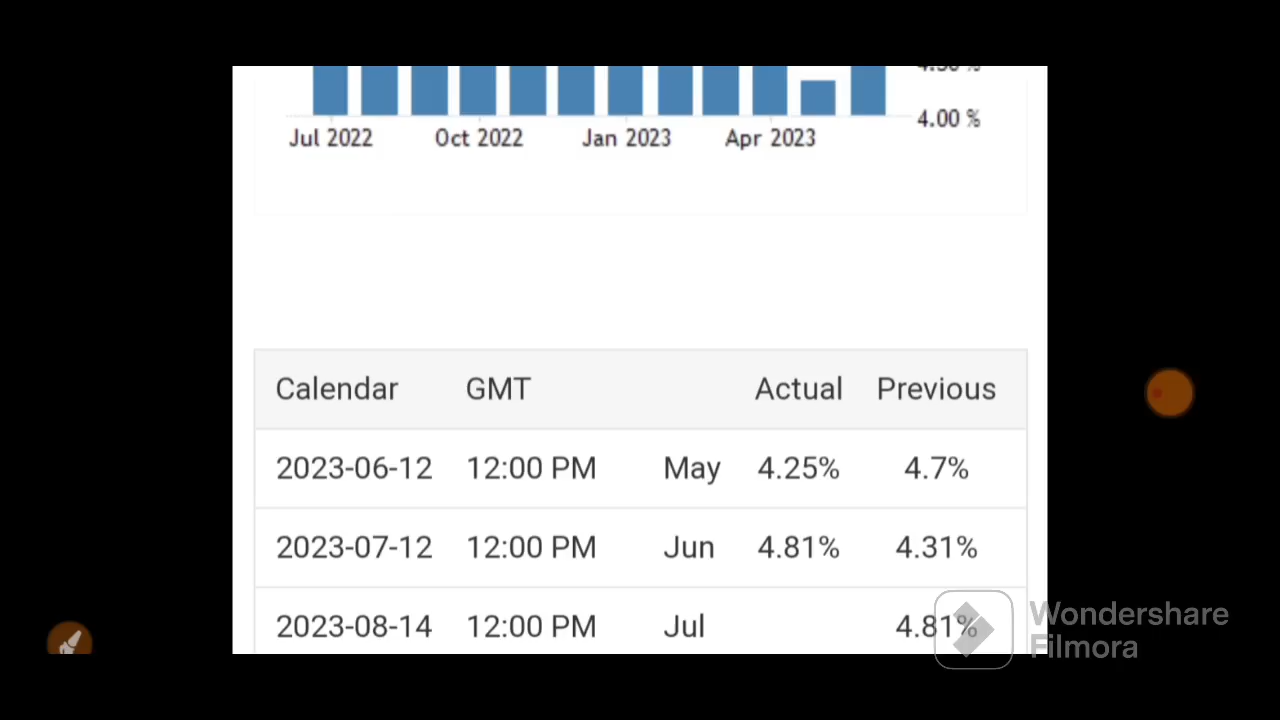 4.00 %
Jul 2022 Oct 2022 Jan 2023 Apr 2023
Calendar GMT Actual Previous
2023-06-12 12:00 PM May 4.25% 4.7%
2023-07-12 12:00 PM Jun 4.81% 4.31%
2023-08-14 12:00 PM Jul 4.81%
Wondershare
Filmora